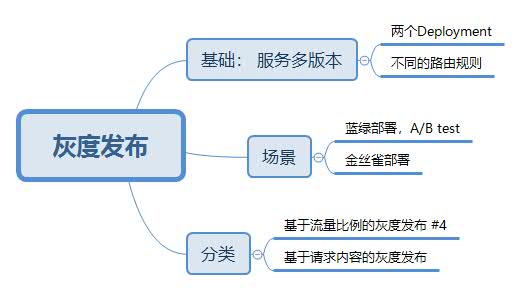 灰度发布
基础： 服务多版本
两个Deployment
不同的路由规则
场景
蓝绿部署，A/B test
金丝雀部署
分类
基于流量比例的灰度发布 #4
基于请求内容的灰度发布